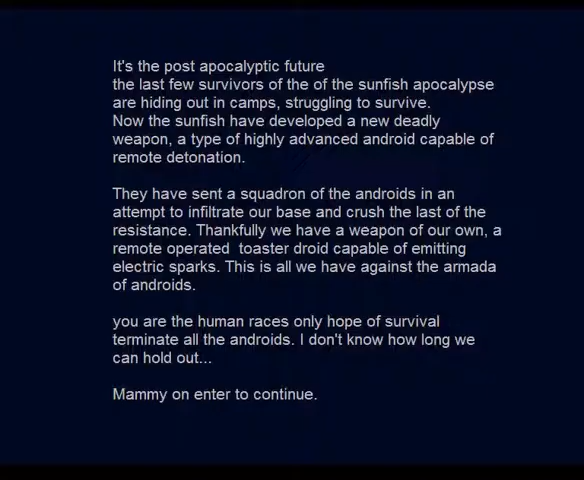 It's the post apocalyptic future
the last few survivors of the of the sunfish apocalypse
are hiding out in camps, struggling to survive.
Now the sunfish have developed a new deadly
weapon, a type of highly advanced android capable of
remote detonation.
They have sent a squadron of the androids in an
attempt to infiltrate our base and crush the last of the
resistance. Thankfully we have a weapon of our own, a
remote operated  toaster droid capable of emitting
electric sparks. This is all we have against the armada
of androids.
you are the human races only hope of survival
terminate all the androids. I don't know how long we
can hold out...
Mammy on enter to continue.